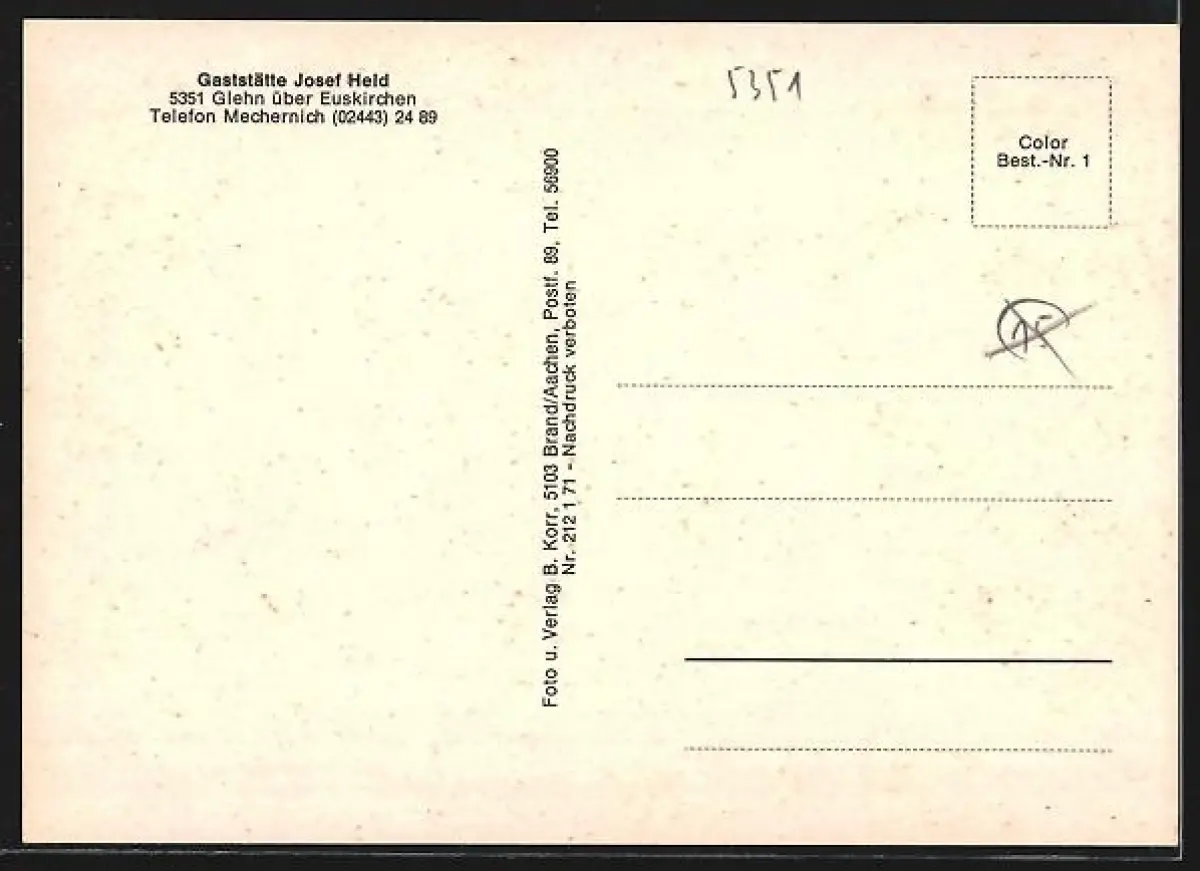 Gaststätte Josef Held
5351 Glehn über Euskirchen
Telefon Mechernich (02443) 24 89
Foto u. Verlag B. Korr, 5103 Brand/Aachen, Postf. 89, Tel. 56900
Nr. 212 1 71 - Nachdruck verboten
5351
Color
Best.-Nr. 1
15